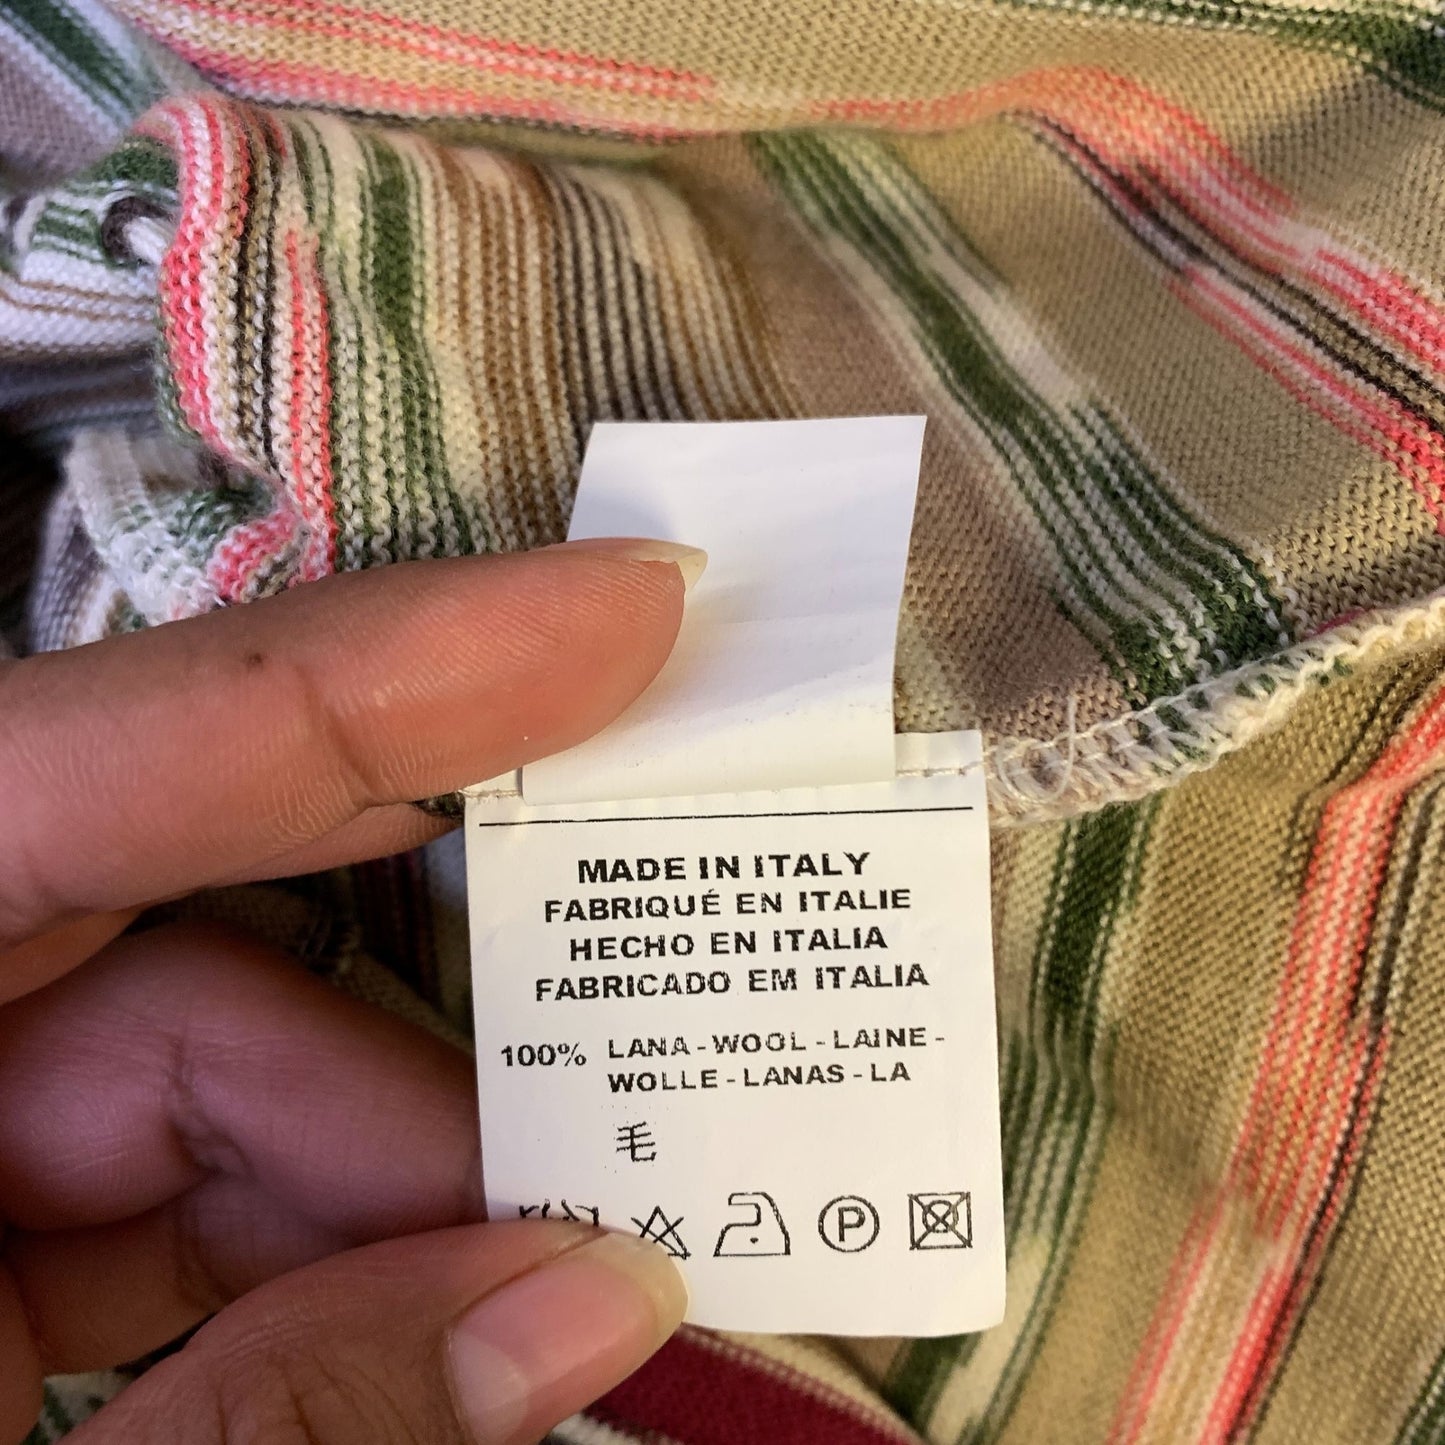 MADE IN ITALY
FABRIQUÉ EN ITALIE
HECHO EN ITALIA
FABRICADO EM ITALIA
100% LANA - WOOL - LAINE -
WOLLE - LANAS - LA
毛
P